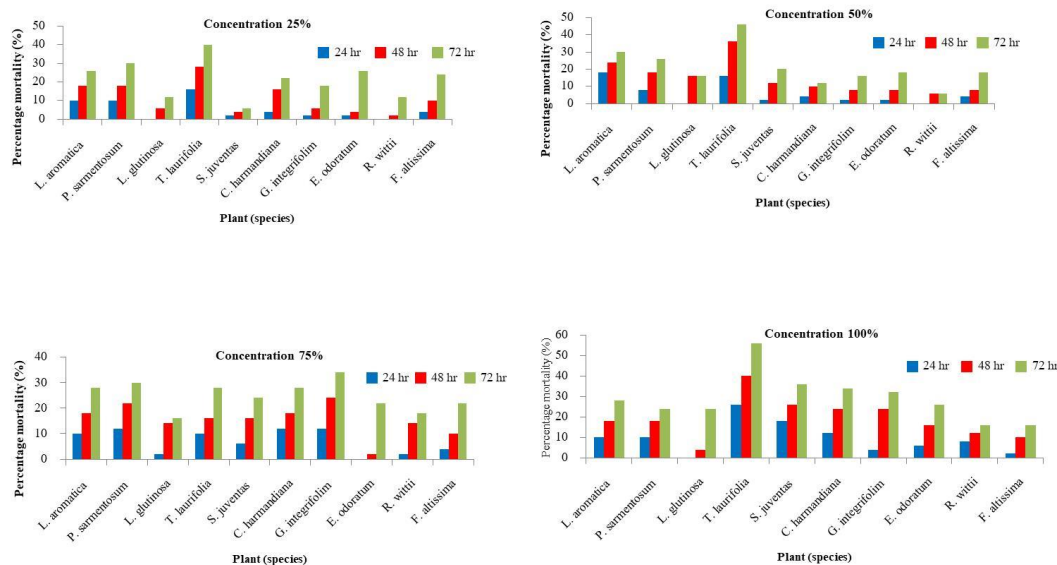 Concentration 25%
Percentage mortality (%)
50
40
30
20
10
0
24 hr 48 hr 72 hr
L. aromatica
P. sarmentosum
L. glutinosa
T. laurifolia
S. juventas
C. harmandiana
G. integrifolim
E. odoratum
R. wittii
F. altissima
Plant (species)
Concentration 50%
Percentage mortality (%)
50
40
30
20
10
0
24 hr 48 hr 72 hr
L. aromatica
P. sarmentosum
L. glutinosa
T. laurifolia
S. juventas
C. harmandiana
G. integrifolim
E. odoratum
R. wittii
F. altissima
Plant (species)
Concentration 75%
Percentage mortality (%)
40
30
20
10
0
24 hr 48 hr 72 hr
L. aromatica
P. sarmentosum
L. glutinosa
T. laurifolia
S. juventas
C. harmandiana
G. integrifolim
E. odoratum
R. wittii
F. altissima
Plant (species)
Concentration 100%
Percentage mortality (%)
60
50
40
30
20
10
0
24 hr 48 hr 72 hr
L. aromatica
P. sarmentosum
L. glutinosa
T. laurifolia
S. juventas
C. harmandiana
G. integrifolim
E. odoratum
R. wittii
F. altissima
Plant (species)